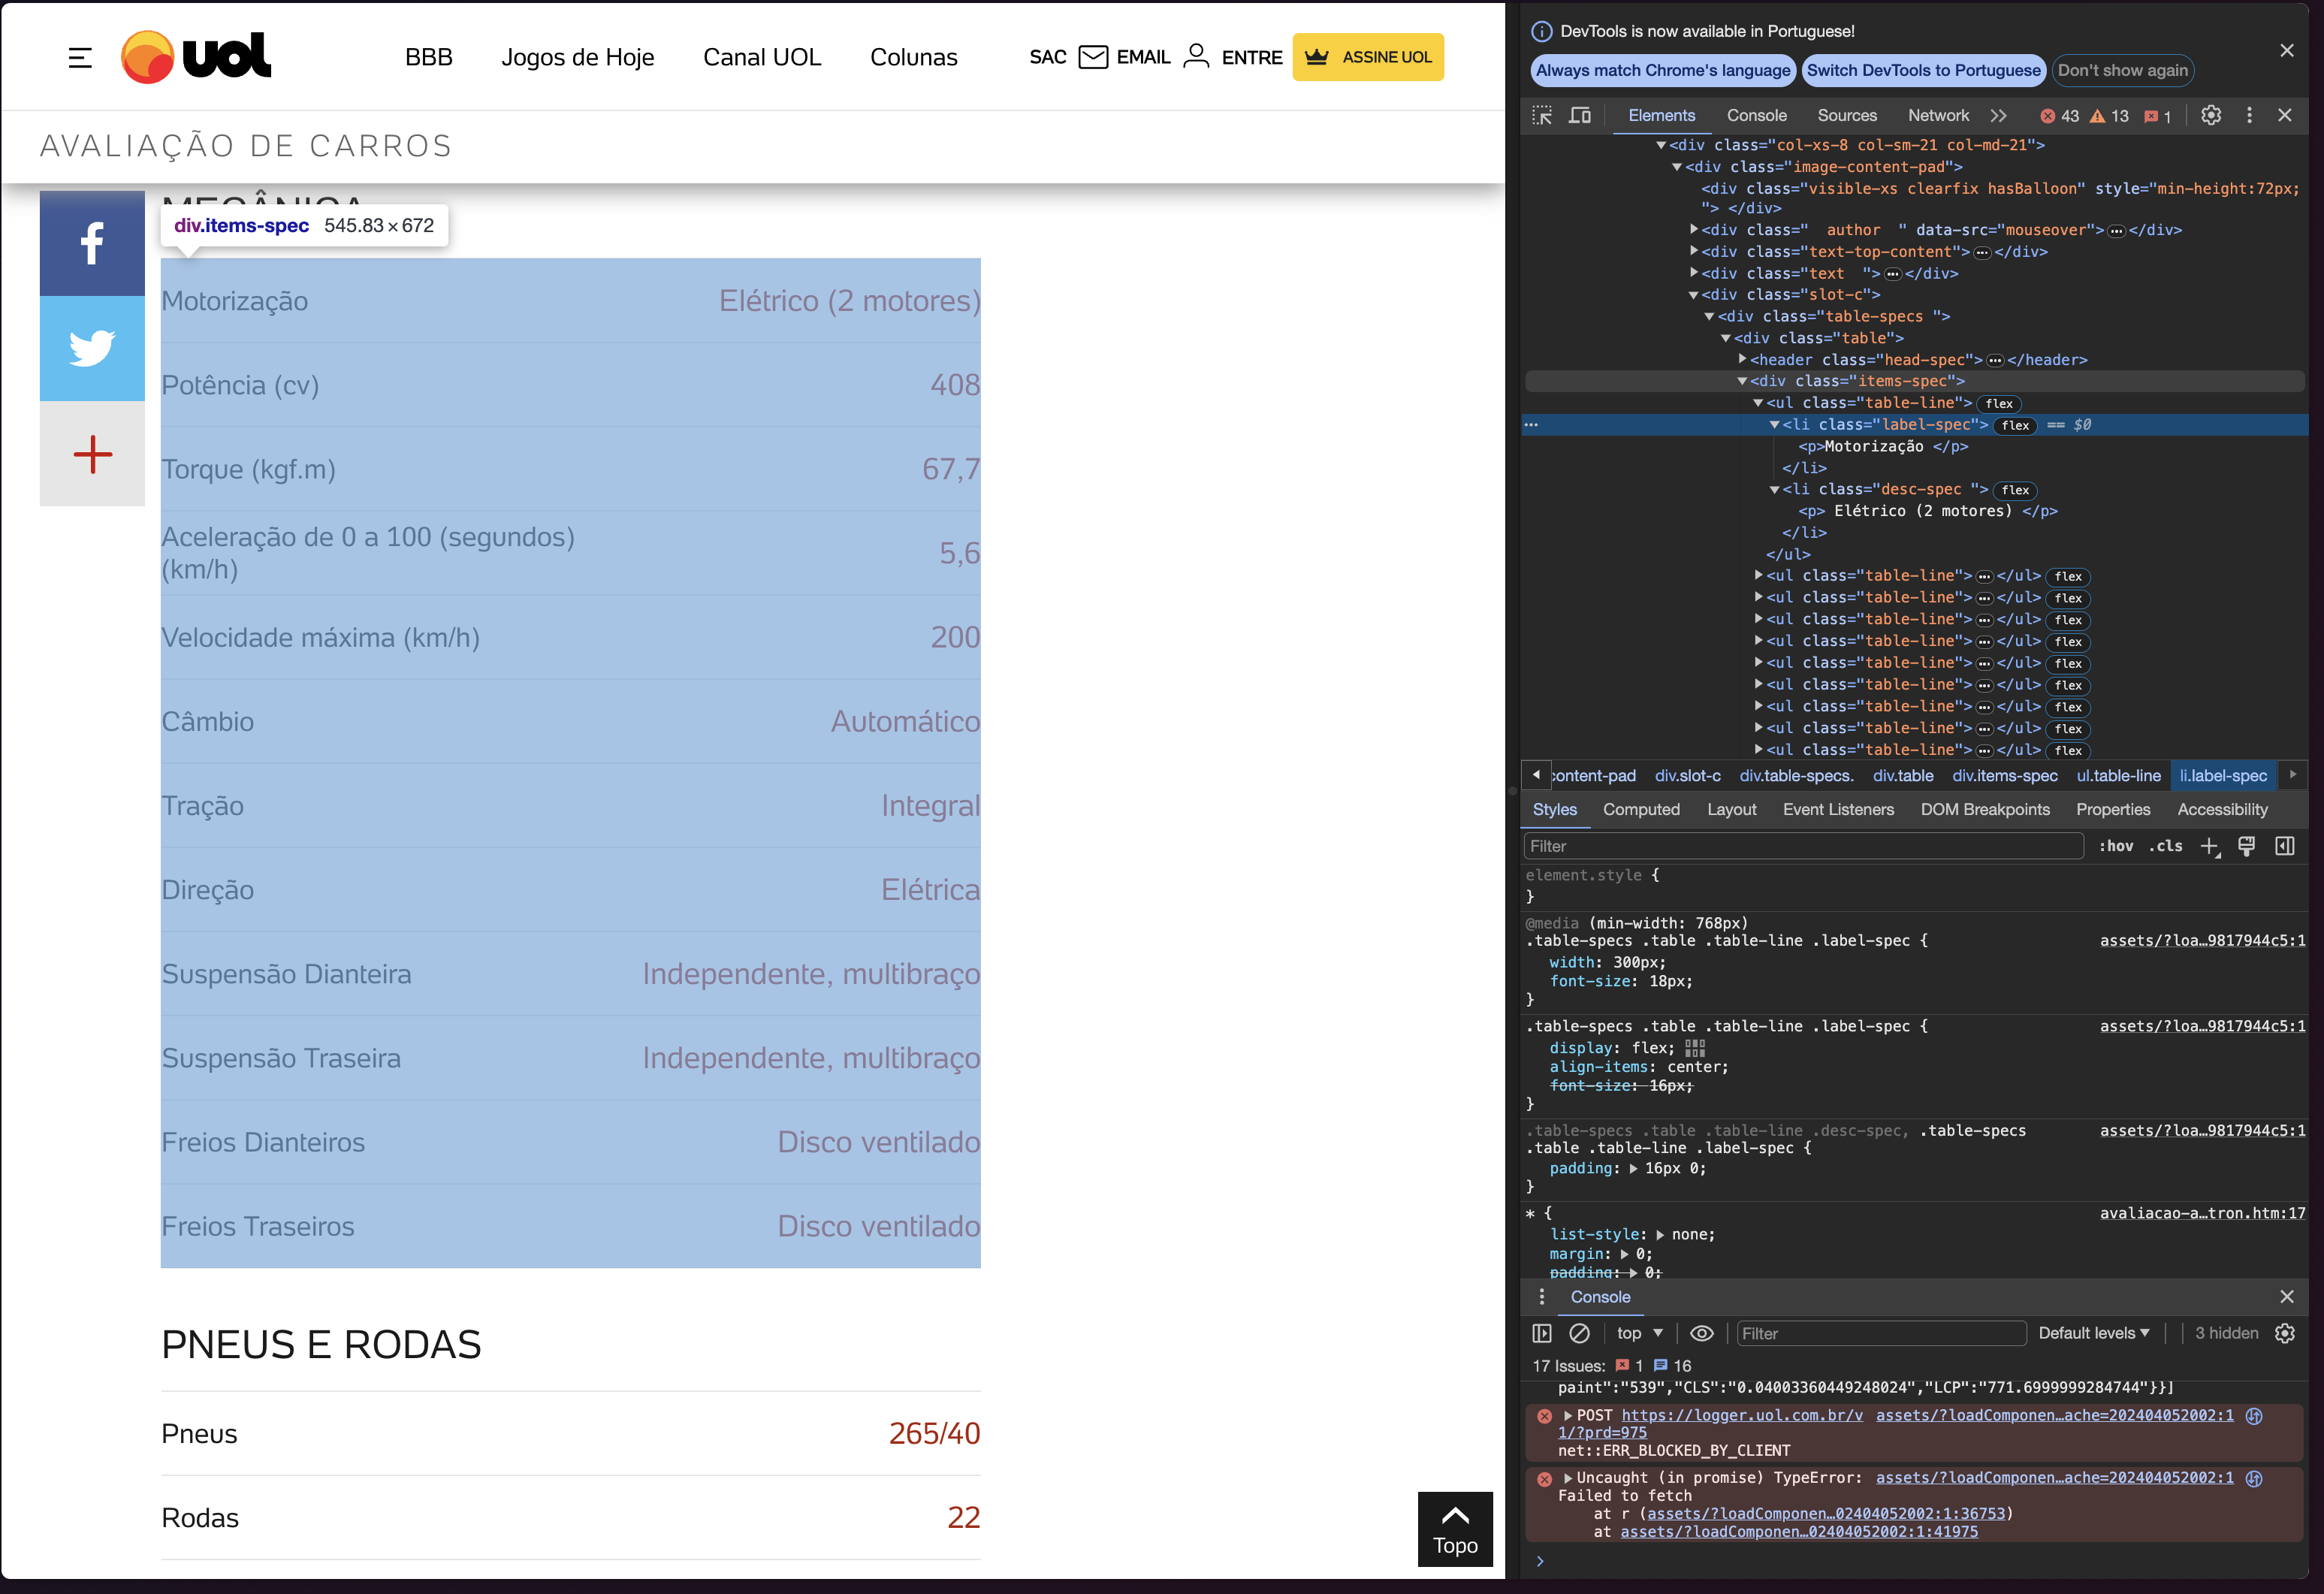 uol
BBB
Jogos de Hoje
Canal UOL
Colunas
SAC
EMAIL
ENTRE
ASSINE UOL
AVALIAÇÃO DE CARROS
MECÂNICA
div.items-spec 545.83 × 672
Motorização
Elétrico (2 motores)
Potência (cv)
408
Torque (kgf.m)
67,7
Aceleração de 0 a 100 (segundos)
(km/h)
5,6
Velocidade máxima (km/h)
200
Câmbio
Automático
Tração
Integral
Direção
Elétrica
Suspensão Dianteira
Independente, multibraço
Suspensão Traseira
Independente, multibraço
Freios Dianteiros
Disco ventilado
Freios Traseiros
Disco ventilado
PNEUS E RODAS
Pneus
265/40
Rodas
22
Topo
DevTools is now available in Portuguese!
Always match Chrome's language
Switch DevTools to Portuguese
Don't show again
Elements
Console
Sources
Network
43
13
1
<div class="col-xs-8 col-sm-21 col-md-21">
<div class="image-content-pad">
<div class="visible-xs clearfix hasBalloon" style="min-height:72px;
"> </div>
<div class="  author  " data-src="mouseover">…</div>
<div class="text-top-content">…</div>
<div class="text  ">…</div>
<div class="slot-c">
<div class="table-specs ">
<div class="table">
<header class="head-spec">…</header>
<div class="items-spec">
<ul class="table-line"> flex
<li class="label-spec"> flex == $0
<p>Motorização </p>
</li>
<li class="desc-spec "> flex
<p> Elétrico (2 motores) </p>
</li>
</ul>
<ul class="table-line">…</ul> flex
<ul class="table-line">…</ul> flex
<ul class="table-line">…</ul> flex
<ul class="table-line">…</ul> flex
<ul class="table-line">…</ul> flex
<ul class="table-line">…</ul> flex
<ul class="table-line">…</ul> flex
<ul class="table-line">…</ul> flex
<ul class="table-line">…</ul> flex
content-pad div.slot-c div.table-specs. div.table div.items-spec ul.table-line li.label-spec
Styles
Computed
Layout
Event Listeners
DOM Breakpoints
Properties
Accessibility
Filter
:hov .cls
element.style {
}
@media (min-width: 768px)
.table-specs .table .table-line .label-spec { assets/?loa…9817944c5:1
width: 300px;
font-size: 18px;
}
.table-specs .table .table-line .label-spec { assets/?loa…9817944c5:1
display: flex;
align-items: center;
font-size: 16px;
}
.table-specs .table .table-line .desc-spec, .table-specs assets/?loa…9817944c5:1
.table .table-line .label-spec {
padding: 16px 0;
}
* { avaliacao-a…tron.htm:17
list-style: none;
margin: 0;
padding: 0;
Console
top
Filter
Default levels
3 hidden
17 Issues: 1 16
paint":"539","CLS":"0.04003360449248024","LCP":"771.6999999284744"}}]
POST https://logger.uol.com.br/v assets/?loadComponen…ache=202404052002:1
1/?prd=975
net::ERR_BLOCKED_BY_CLIENT
Uncaught (in promise) TypeError: assets/?loadComponen…ache=202404052002:1
Failed to fetch
at r (assets/?loadComponen…02404052002:1:36753)
at assets/?loadComponen…02404052002:1:41975